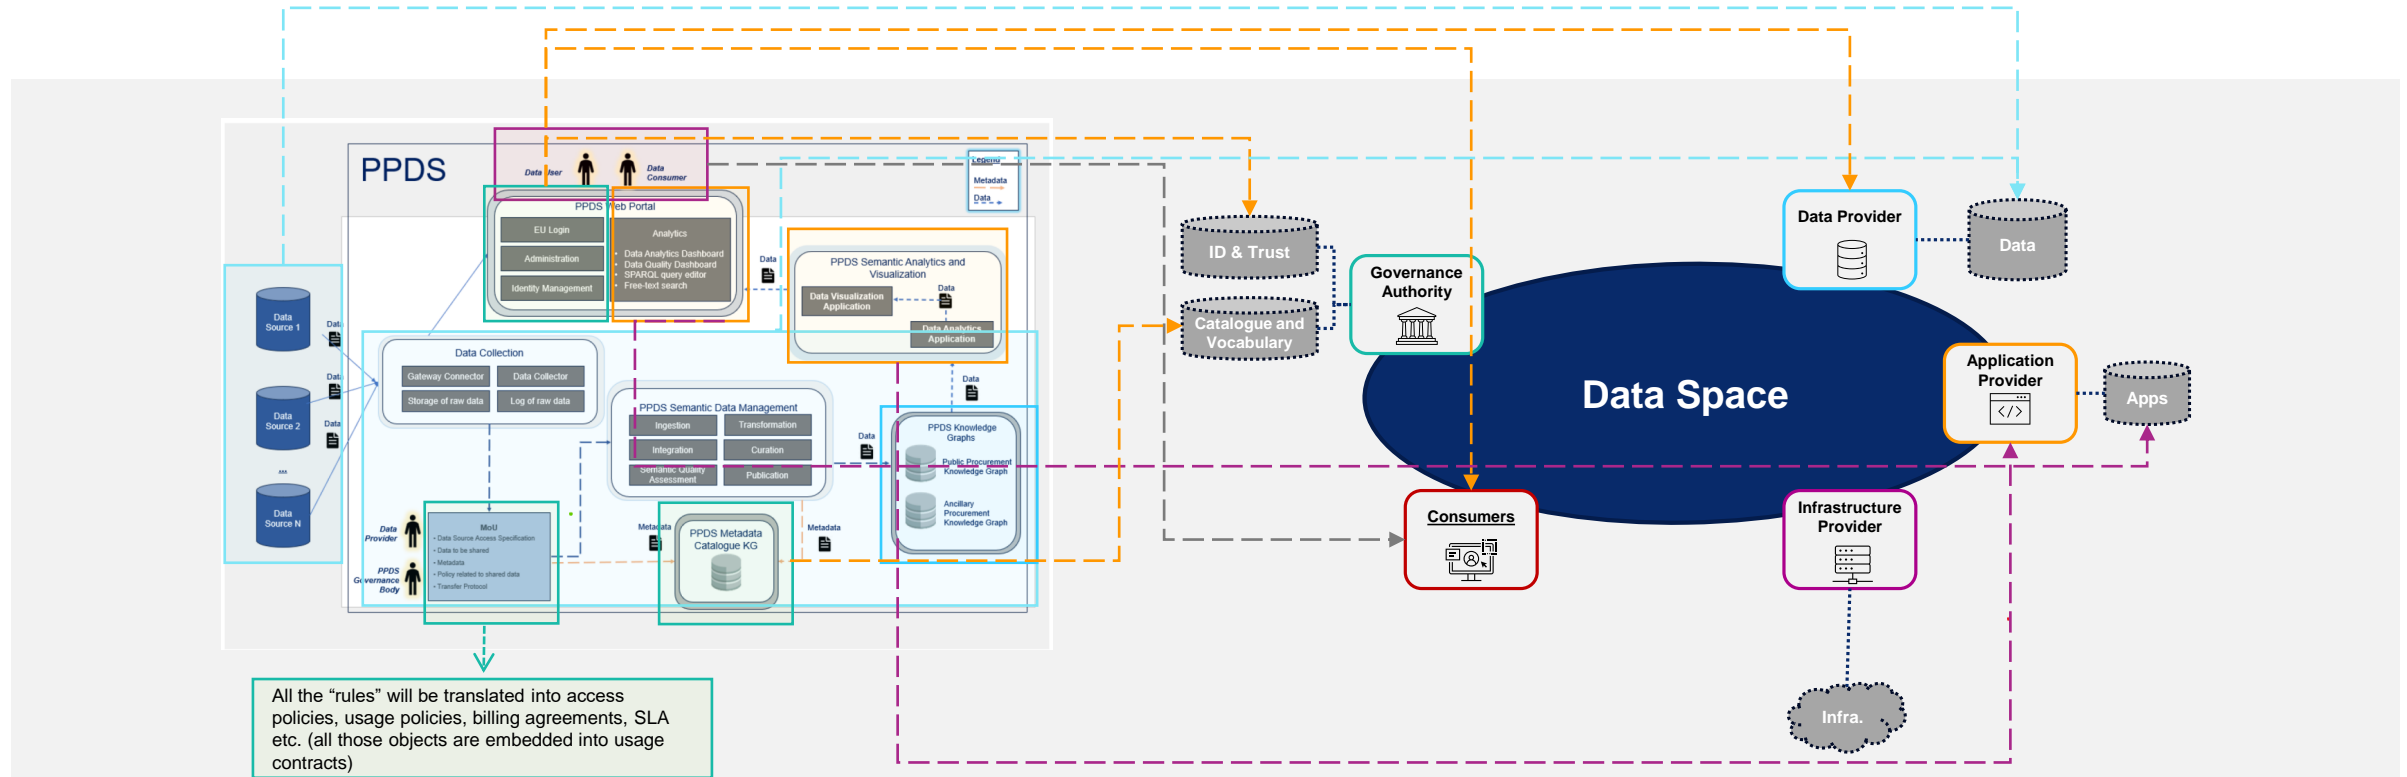 PPDS
Data User
Data
Consumer
Legend
Metadata
Data
PPDS Web Portal
EU Login
Administration
Identity Management
Analytics
• Data Analytics Dashboard
• Data Quality Dashboard
• SPARQL query editor
• Free-text search
Data
PPDS Semantic Analytics and
Visualization
Data Visualization
Application
Data
Data Analytics
Application
Data
Source 1
Data
Source 2
...
Data
Source N
Data
Data
Data
Data Collection
Gateway Connector
Data Collector
Storage of raw data
Log of raw data
PPDS Semantic Data Management
Ingestion
Transformation
Integration
Curation
Semantic Quality
Assessment
Publication
Data
Data
PPDS Knowledge
Graphs
Public Procurement
Knowledge Graph
Ancillary
Procurement
Knowledge Graph
Data
Provider
PPDS
Governance
Body
MoU
• Data Source Access Specification
• Data to be shared
• Metadata
• Policy related to shared data
• Transfer Protocol
Metadata
PPDS Metadata
Catalogue KG
Metadata
All the “rules” will be translated into access
policies, usage policies, billing agreements, SLA
etc. (all those objects are embedded into usage
contracts)
ID & Trust
Catalogue and
Vocabulary
Governance
Authority
Data Provider
Data
Data Space
Application
Provider
Apps
Consumers
Infrastructure
Provider
Infra.